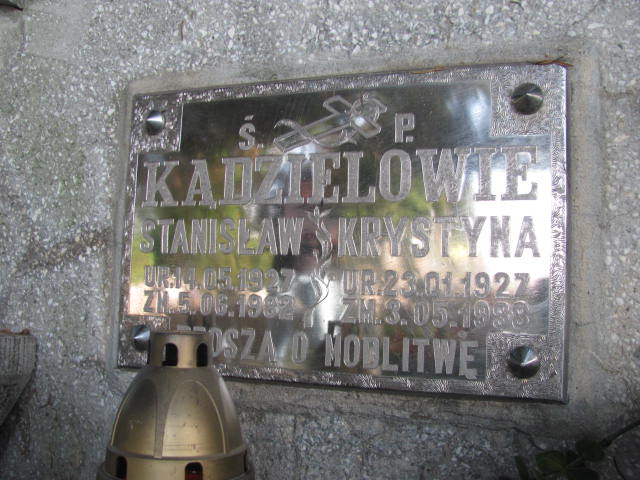 Ś. P.
KĄDZIELOWIE
STANISŁAW KRYSTYNA
UR.14.05.1927 UR.23.01.1927
ZM.5.06.1982 ZM.3.05.1988
O MODLITWĘ